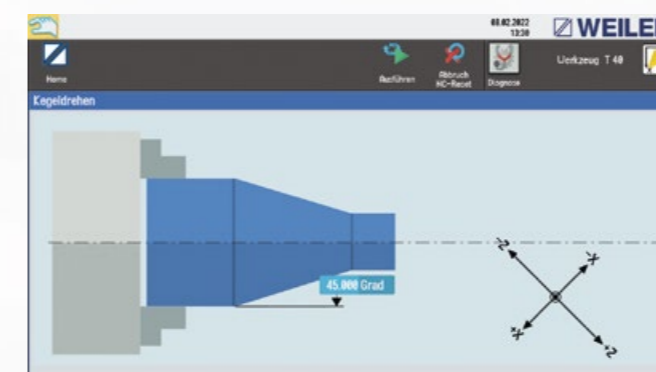 08.02.2022
13:30
WEILER
Home
Ausführen
Abbruch
NC-Reset
Diagnose
Werkzeug T 40
Kegeldrehen
45.000 Grad
-Z
-X
+X
+Z